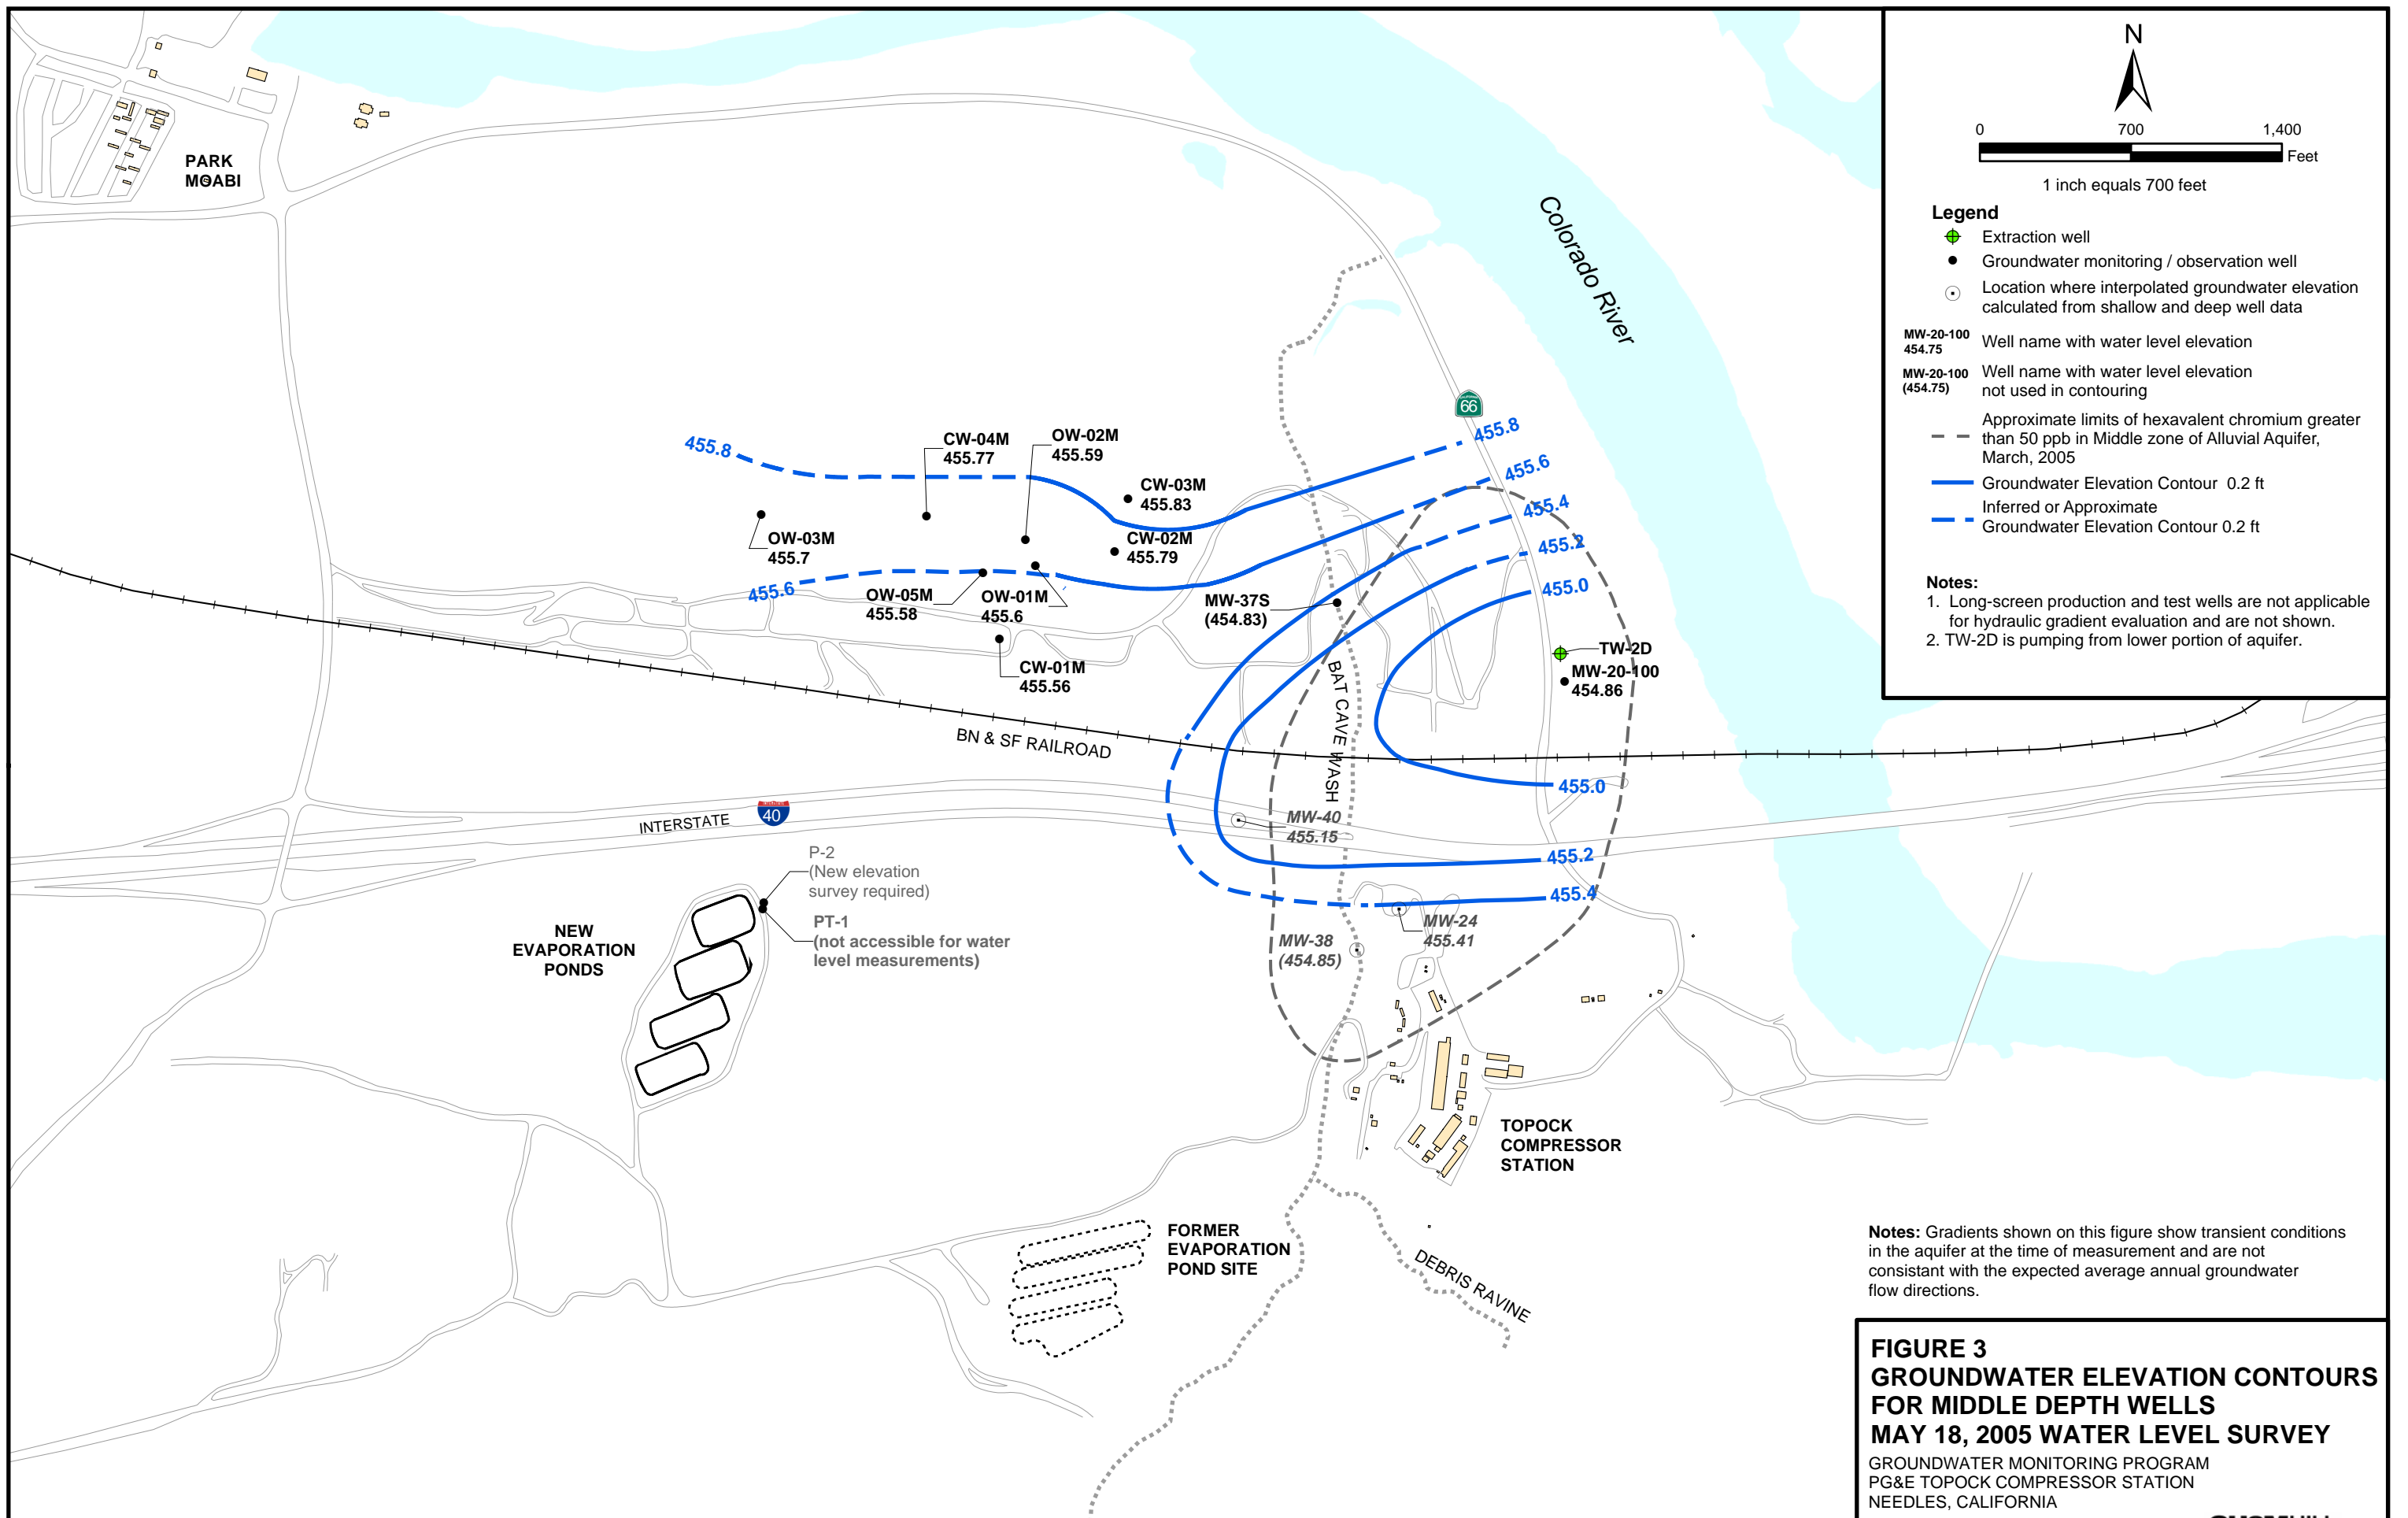 PARK
MOABI
Colorado River
66
455.8
455.8
455.6
455.6
455.4
455.2
455.0
455.0
455.2
455.4
CW-04M
455.77
OW-02M
455.59
CW-03M
455.83
CW-02M
455.79
OW-03M
455.7
OW-05M
455.58
OW-01M
455.6
CW-01M
455.56
MW-37S
(454.83)
TW-2D
MW-20-100
454.86
BAT CAVE WASH
BN & SF RAILROAD
INTERSTATE
40
MW-40
455.15
MW-24
455.41
MW-38
(454.85)
P-2
(New elevation
survey required)
PT-1
(not accessible for water
level measurements)
NEW
EVAPORATION
PONDS
TOPOCK
COMPRESSOR
STATION
FORMER
EVAPORATION
POND SITE
DEBRIS RAVINE
N
0 700 1,400
Feet
1 inch equals 700 feet
Legend
Extraction well
Groundwater monitoring / observation well
Location where interpolated groundwater elevation
calculated from shallow and deep well data
MW-20-100
454.75
Well name with water level elevation
MW-20-100
(454.75)
Well name with water level elevation
not used in contouring
Approximate limits of hexavalent chromium greater
than 50 ppb in Middle zone of Alluvial Aquifer,
March, 2005
Groundwater Elevation Contour 0.2 ft
Inferred or Approximate
Groundwater Elevation Contour 0.2 ft
Notes:
1. Long-screen production and test wells are not applicable
for hydraulic gradient evaluation and are not shown.
2. TW-2D is pumping from lower portion of aquifer.
Notes: Gradients shown on this figure show transient conditions
in the aquifer at the time of measurement and are not
consistant with the expected average annual groundwater
flow directions.
FIGURE 3
GROUNDWATER ELEVATION CONTOURS
FOR MIDDLE DEPTH WELLS
MAY 18, 2005 WATER LEVEL SURVEY
GROUNDWATER MONITORING PROGRAM
PG&E TOPOCK COMPRESSOR STATION
NEEDLES, CALIFORNIA